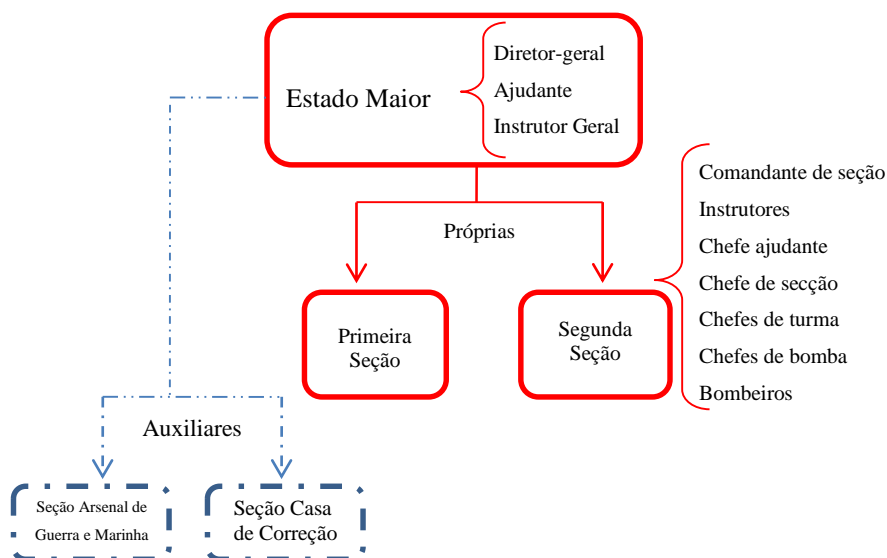 Estado Maior
Diretor-geral
Ajudante
Instrutor Geral
Próprias
Primeira
Seção
Segunda
Seção
Comandante de seção
Instrutores
Chefe ajudante
Chefe de secção
Chefes de turma
Chefes de bomba
Bombeiros
Auxiliares
Seção Arsenal de
Guerra e Marinha
Seção Casa
de Correção